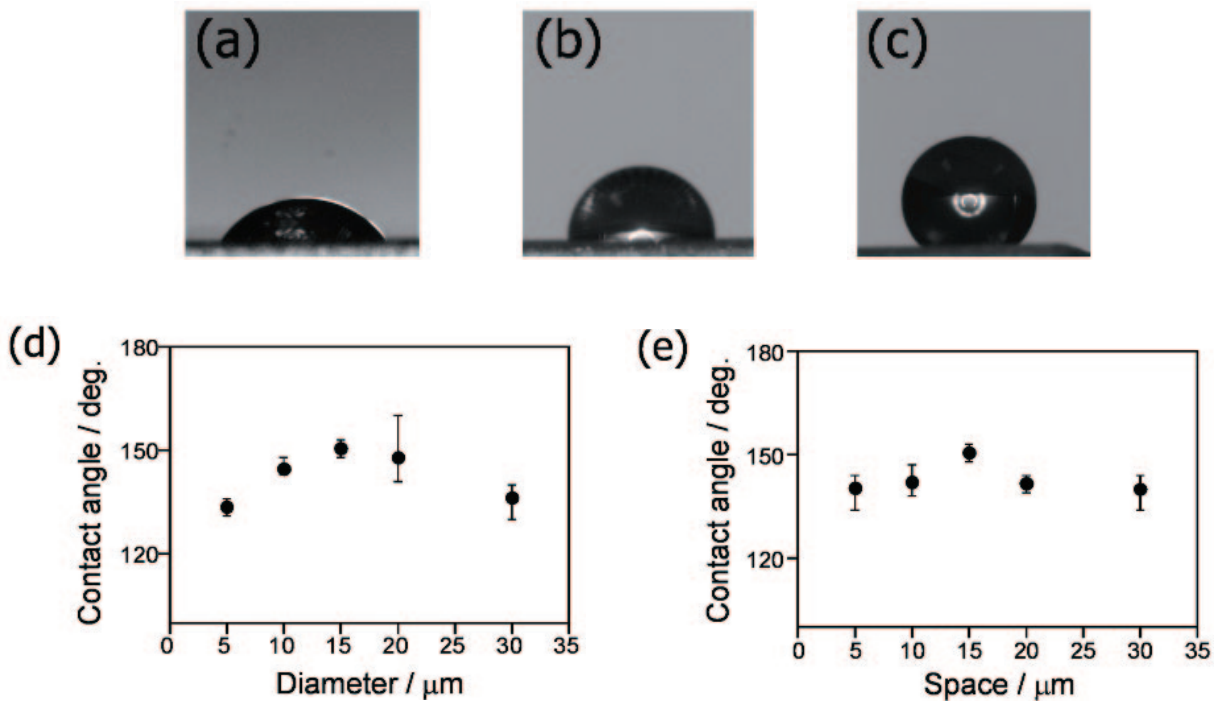 (a)
(b)
(c)
(d)
Contact angle / deg.
180
150
120
0 5 10 15 20 25 30 35
Diameter / μm
(e)
Contact angle / deg.
180
150
120
0 5 10 15 20 25 30 35
Space / μm